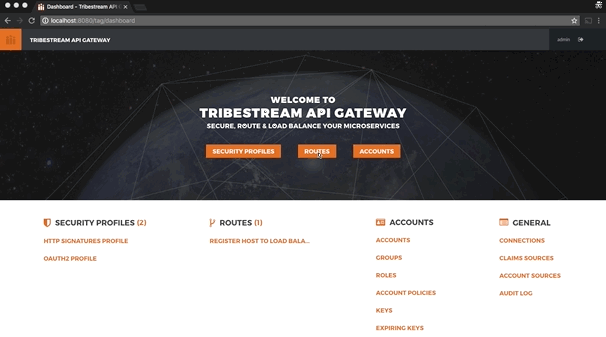 Dashboard - Tribestream API G
localhost:8080/tag/dashboard
TRIBESTREAM API GATEWAY
admin
WELCOME TO
TRIBESTREAM API GATEWAY
SECURE, ROUTE & LOAD BALANCE YOUR MICROSERVICES
SECURITY PROFILES
ROUTES
ACCOUNTS
SECURITY PROFILES (2)
HTTP SIGNATURES PROFILE
OAUTH2 PROFILE
ROUTES (1)
REGISTER HOST TO LOAD BALA...
ACCOUNTS
ACCOUNTS
GROUPS
ROLES
ACCOUNT POLICIES
KEYS
EXPIRING KEYS
GENERAL
CONNECTIONS
CLAIMS SOURCES
ACCOUNT SOURCES
AUDIT LOG